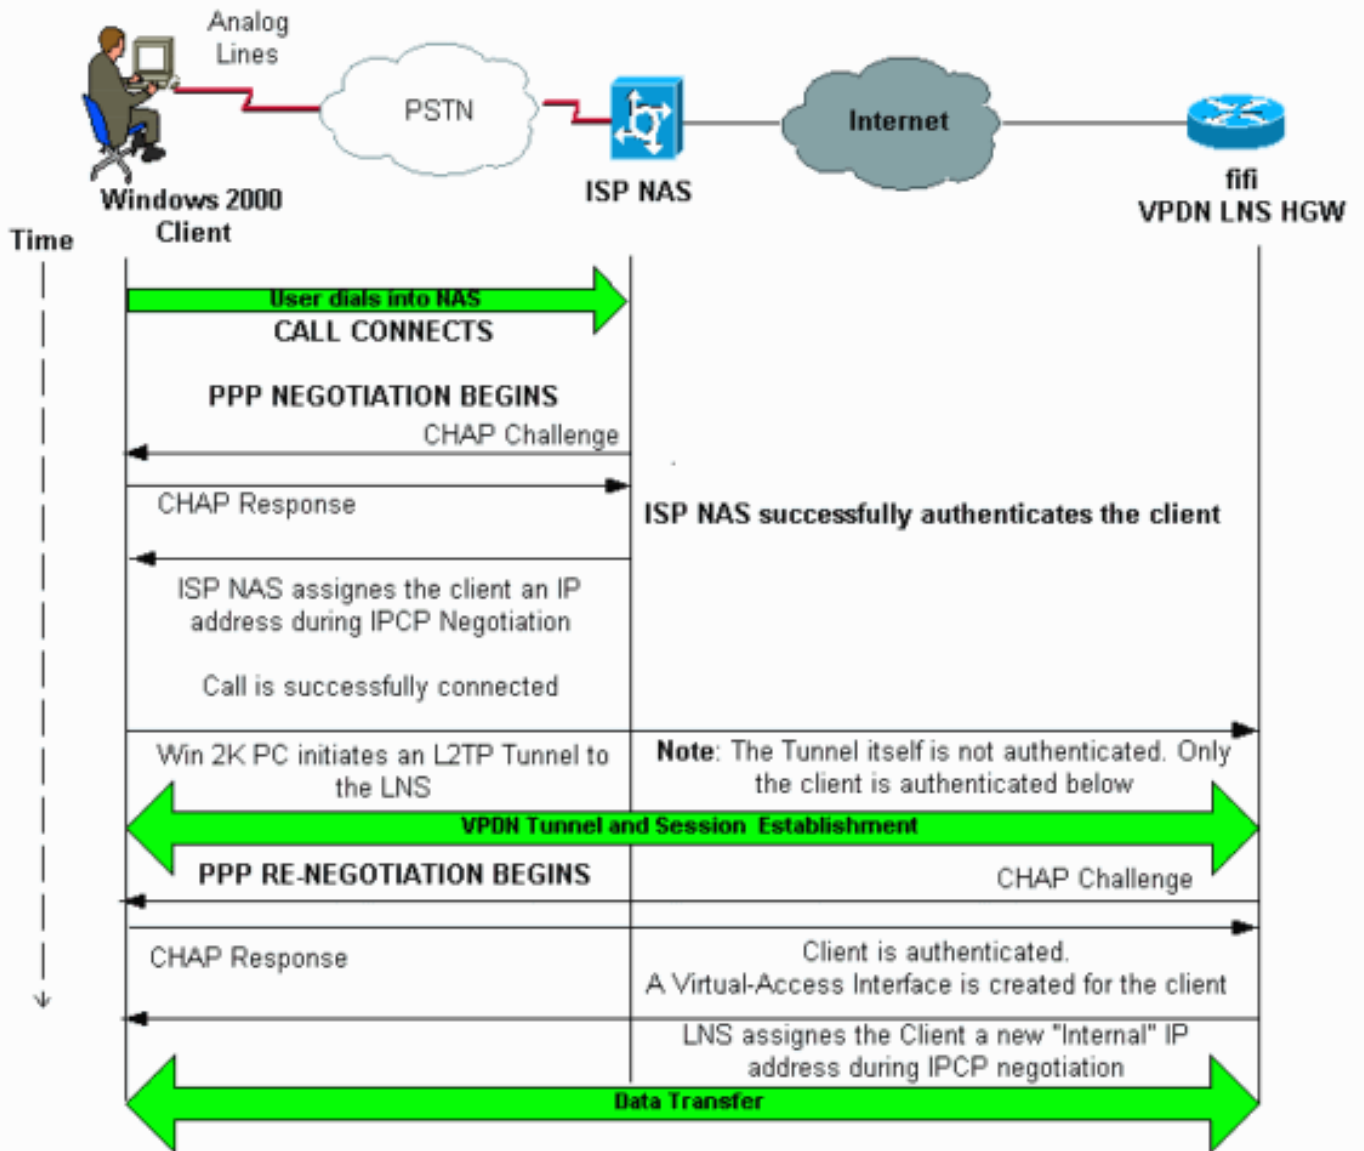 Analog
Lines
PSTN
Internet
ISP NAS
fifi
VPDN LNS HGW
Windows 2000
Client
Time
User dials into NAS
CALL CONNECTS
PPP NEGOTIATION BEGINS
CHAP Challenge
CHAP Response
ISP NAS successfully authenticates the client
ISP NAS assignes the client an IP
address during IPCP Negotiation
Call is successfully connected
Win 2K PC initiates an L2TP Tunnel to
the LNS
Note: The Tunnel itself is not authenticated. Only
the client is authenticated below
VPDN Tunnel and Session Establishment
PPP RE-NEGOTIATION BEGINS
CHAP Challenge
CHAP Response
Client is authenticated.
A Virtual-Access Interface is created for the client
LNS assignes the Client a new "Internal" IP
address during IPCP negotiation
Data Transfer